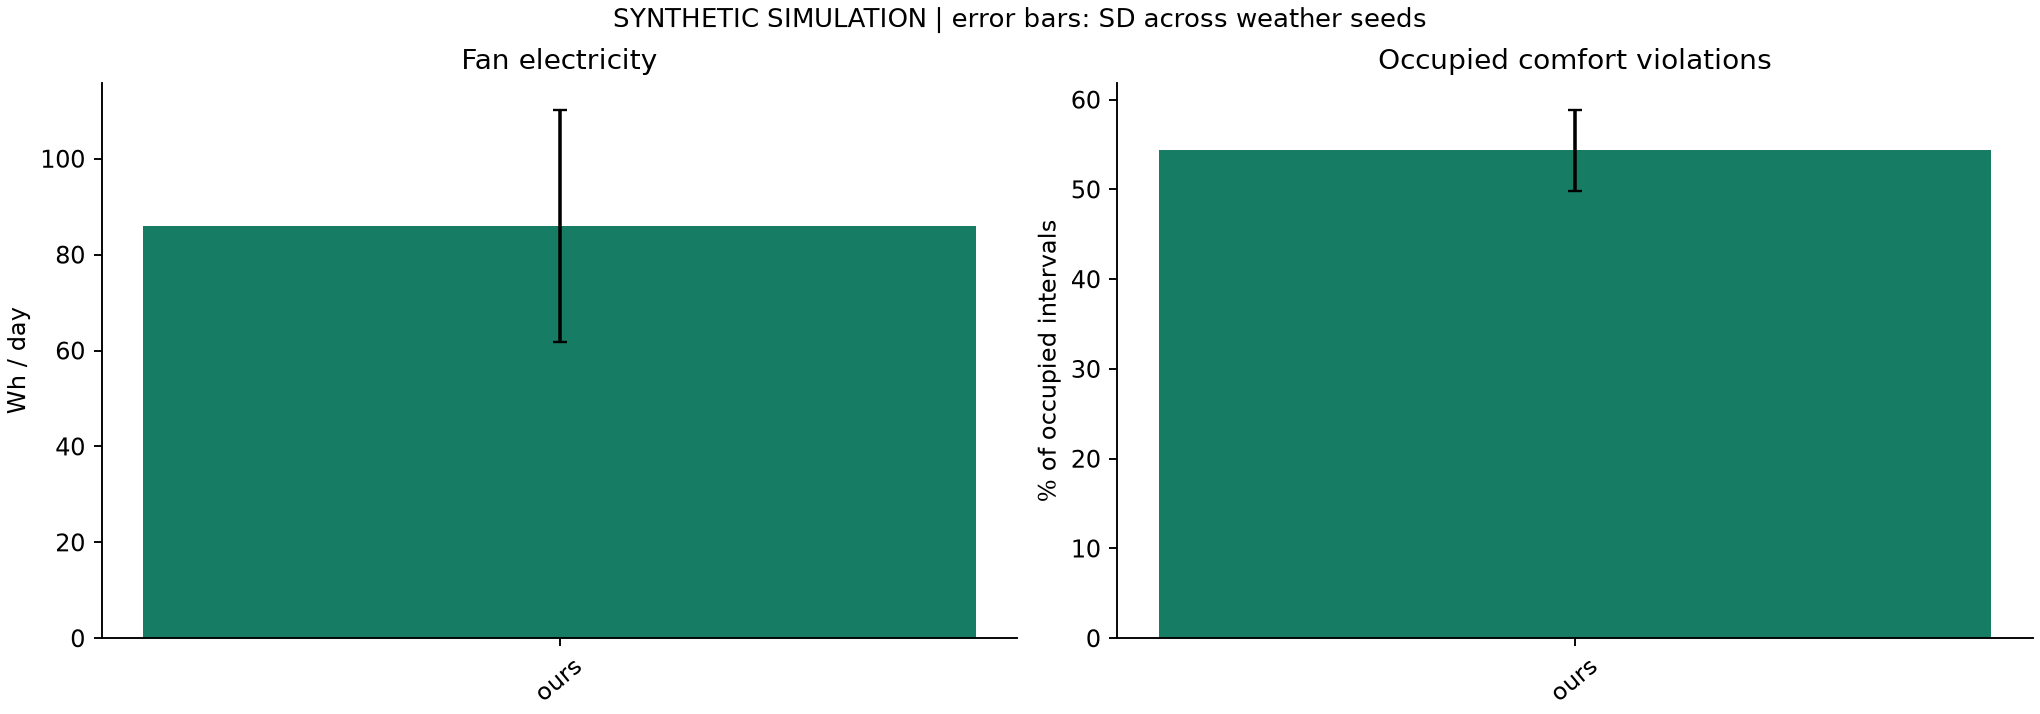 SYNTHETIC SIMULATION | error bars: SD across weather seeds
Fan electricity
Wh / day
100
80
60
40
20
0
ours
Occupied comfort violations
% of occupied intervals
60
50
40
30
20
10
0
ours